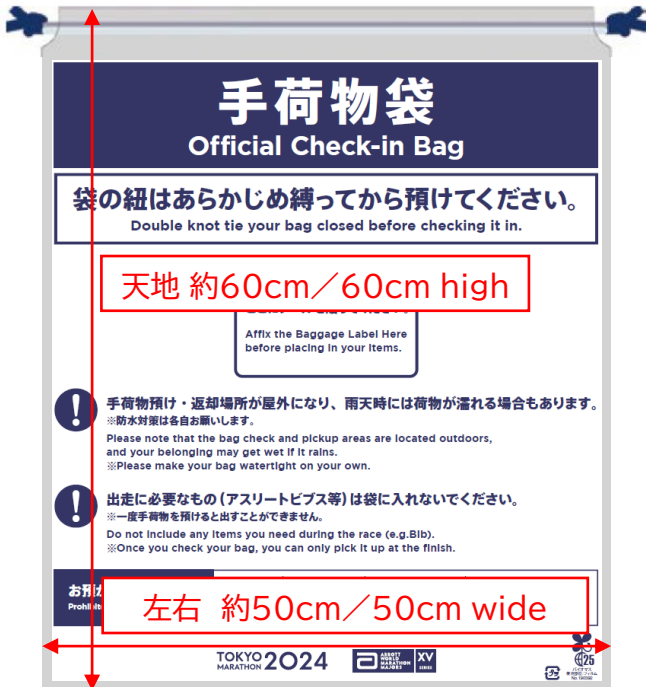 手荷物袋
Official Check-in Bag
袋の紐はあらかじめ縛ってから預けてください。
Double knot tie your bag closed before checking it in.
天地 約60cm／60cm high
Affix the Baggage Label Here
before placing in your items.
手荷物預け・返却場所が屋外になり、雨天時には荷物が濡れる場合もあります。
※防水対策は各自お願いします。
Please note that the bag check and pickup areas are located outdoors,
and your belonging may get wet if it rains.
※Please make your bag watertight on your own.
出走に必要なもの（アスリートビブス等）は袋に入れないでください。
※一度手荷物を預けると出すことができません。
Do not include any items you need during the race (e.g.Bib).
※Once you check your bag, you can only pick it up at the finish.
お預か
Prohibit
左右 約50cm／50cm wide
TOKYO
MARATHON 2024
ABBOTT
WORLD
MARATHON
MAJORS
XV
SERIES
25
バイオマス